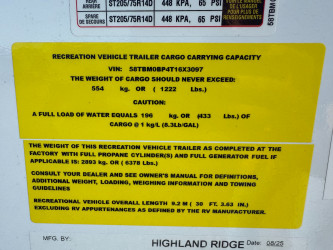 ARRIÈRE ST205/75R14D 448 KPA, 65 PSI
SPARE
DE SECOURS ST205/75R14D 448 KPA, 65 PSI
RECREATION VEHICLE TRAILER CARGO CARRYING CAPACITY
VIN: 58TBM0BP4T16X3097
THE WEIGHT OF CARGO SHOULD NEVER EXCEED:
554 kg. OR ( 1222 Lbs.)
CAUTION:
A FULL LOAD OF WATER EQUALS 196 kg OR (433 Lbs.) OF
CARGO @ 1 kg/L (8.3Lb/GAL)
THE WEIGHT OF THIS RECREATION VEHICLE TRAILER AS COMPLETED AT THE
FACTORY WITH FULL PROPANE CYLINDER(S) AND FULL GENERATOR FUEL IF
APPLICABLE IS: 2893 kg. OR ( 6378 Lbs.)
CONSULT YOUR DEALER AND SEE OWNER'S MANUAL FOR DEFINITIONS,
ADDITIONAL WEIGHT, LOADING, WEIGHING INFORMATION AND TOWING
GUIDELINES
RECREATIONAL VEHICLE OVERALL LENGTH 9.2 M ( 30 FT. 3.63 IN.)
EXCLUDING RV APPURTENANCES AS DEFINED BY THE RV MANUFACTURER.
MFG. BY: HIGHLAND RIDGE Date: 08/25